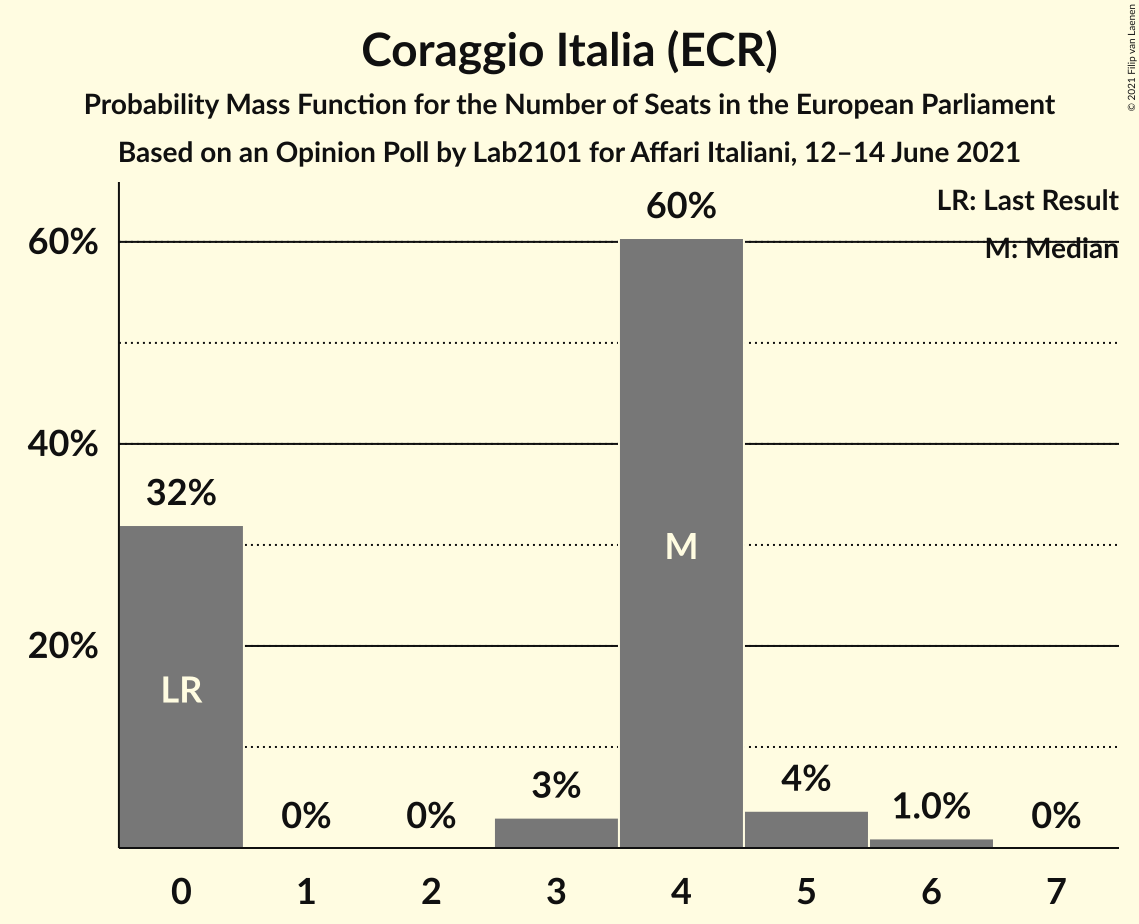 Coraggio Italia (ECR)
Probability Mass Function for the Number of Seats in the European Parliament
Based on an Opinion Poll by Lab2101 for Affari Italiani, 12–14 June 2021
© 2021 Filip van Laenen
LR: Last Result
M: Median
60%
40%
20%
32%
0%
0%
3%
60%
4%
1.0%
0%
LR
M
0 1 2 3 4 5 6 7